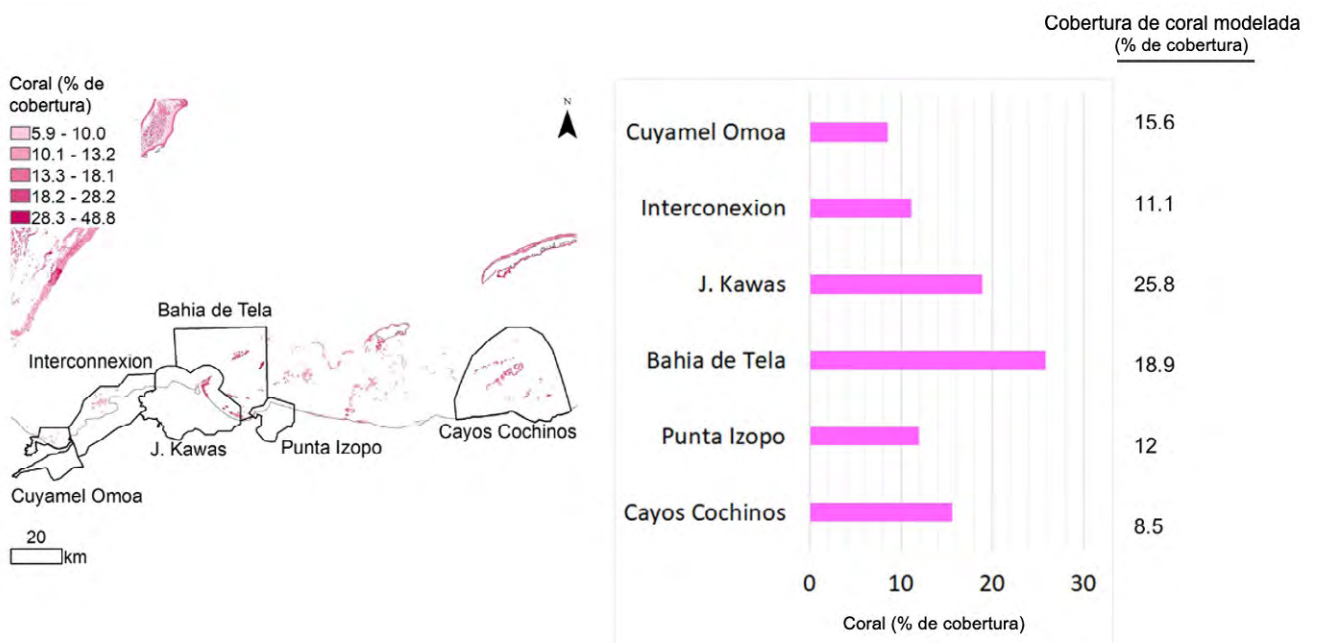 Cobertura de coral modelada
(% de cobertura)
Coral (% de
cobertura)
5.9 - 10.0
10.1 - 13.2
13.3 - 18.1
18.2 - 28.2
28.3 - 48.8
N
Bahia de Tela
Interconnexion
J. Kawas
Punta Izopo
Cayos Cochinos
Cuyamel Omoa
20
km
Cuyamel Omoa
15.6
Interconexion
11.1
J. Kawas
25.8
Bahia de Tela
18.9
Punta Izopo
12
Cayos Cochinos
8.5
0 10 20 30
Coral (% de cobertura)